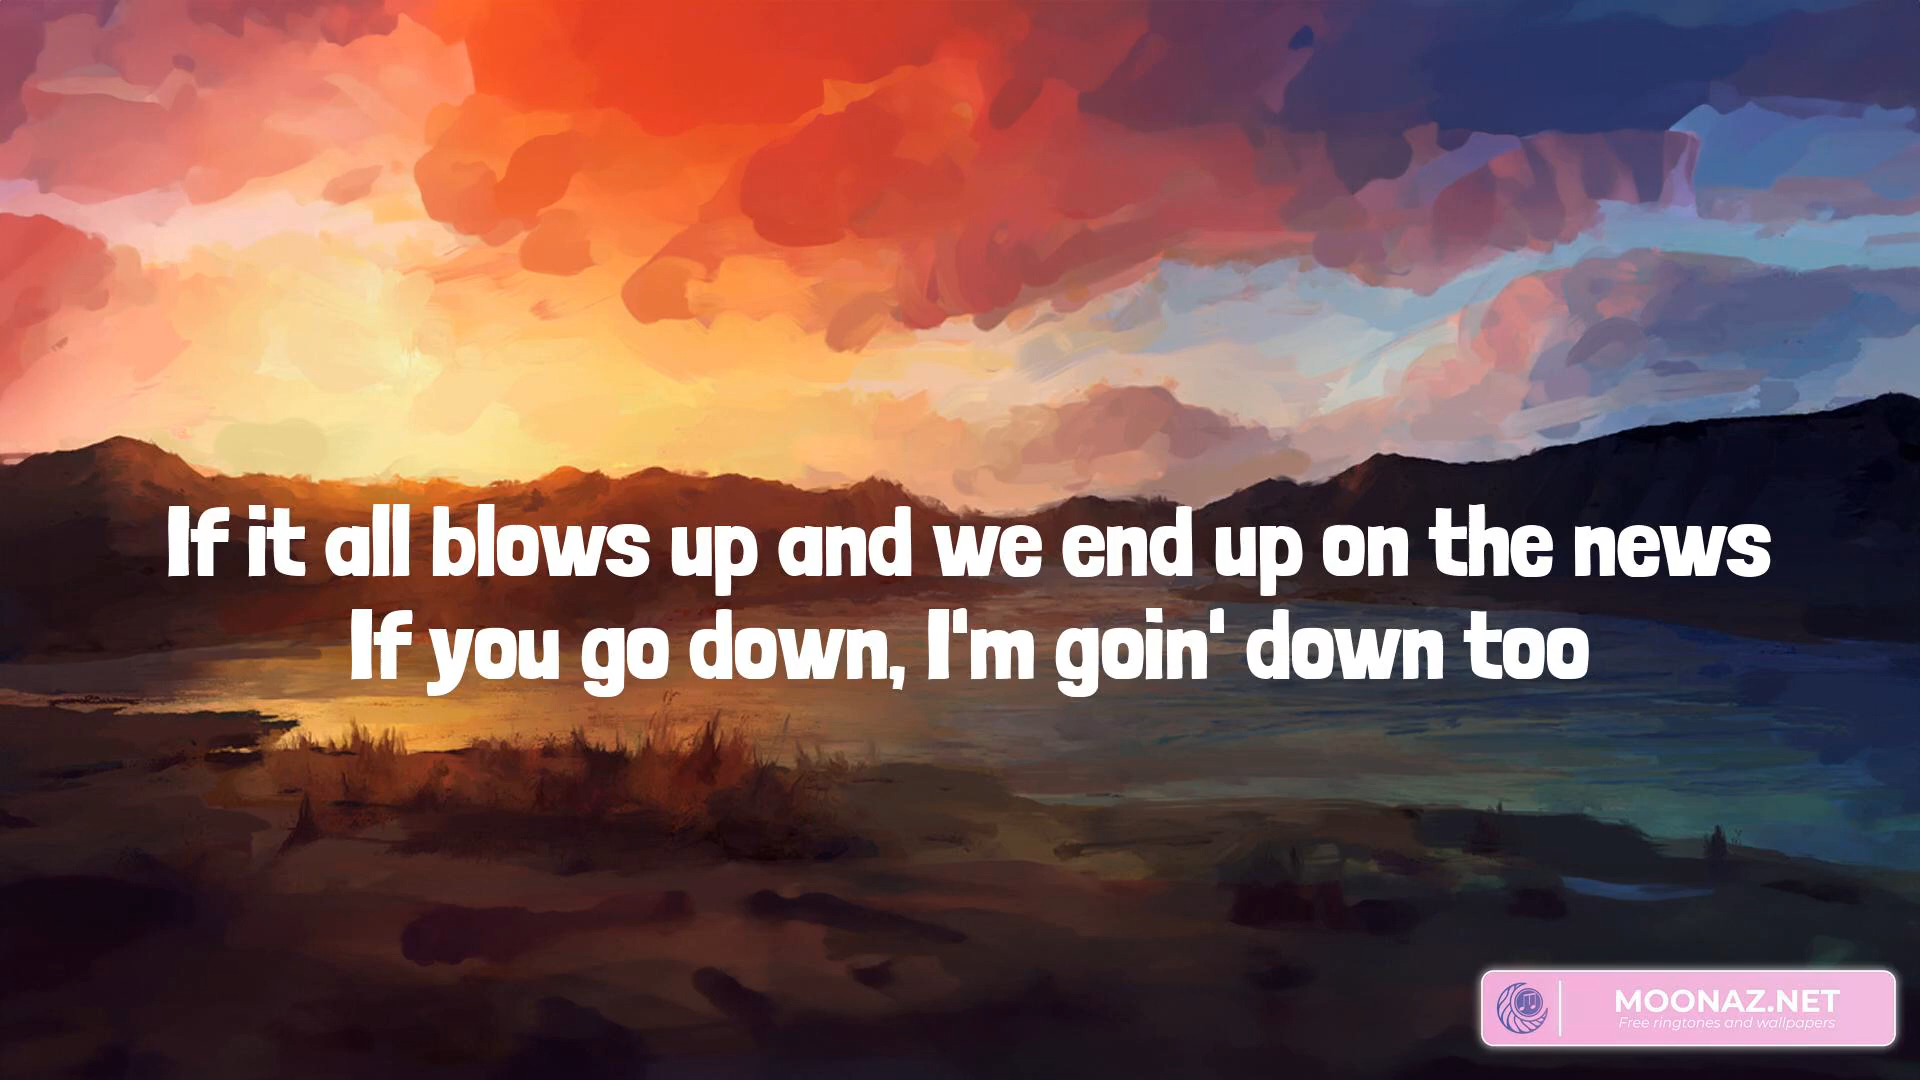 If it all blows up and we end up on the news
If you go down, I'm goin' down too
MOONAZ.NET
Free ringtones and wallpapers